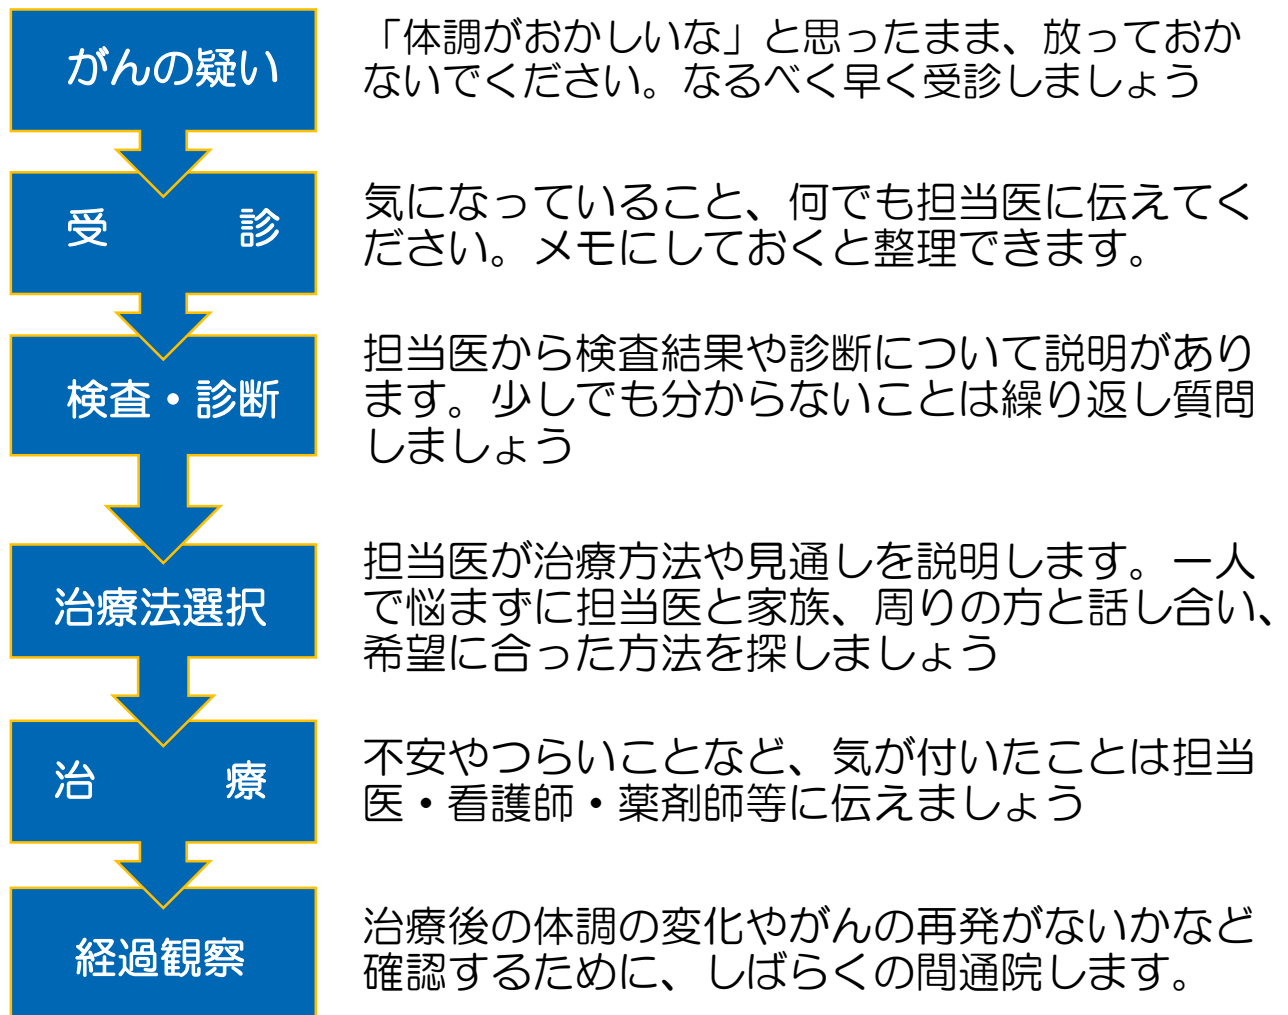 がんの疑い
「体調がおかしいな」と思ったまま、放っておか
ないでください。なるべく早く受診しましょう
受　診
気になっていること、何でも担当医に伝えてく
ださい。メモにしておくと整理できます。
検査・診断
担当医から検査結果や診断について説明があり
ます。少しでも分からないことは繰り返し質問
しましょう
治療法選択
担当医が治療方法や見通しを説明します。一人
で悩まずに担当医と家族、周りの方と話し合い、
希望に合った方法を探しましょう
治　療
不安やつらいことなど、気が付いたことは担当
医・看護師・薬剤師等に伝えましょう
経過観察
治療後の体調の変化やがんの再発がないかなど
確認するために、しばらくの間通院します。